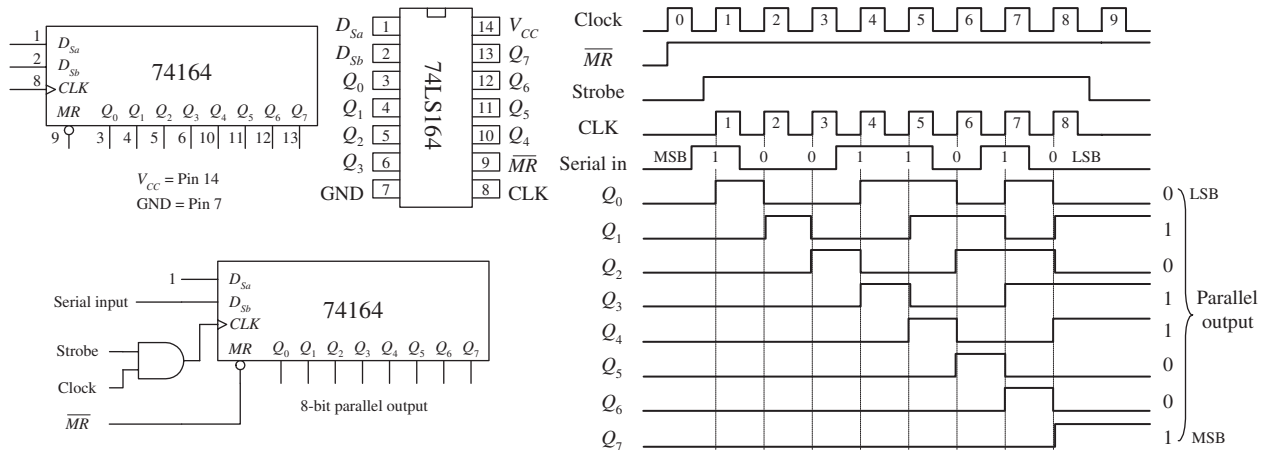 1 D_Sa
2 D_Sb
8 CLK
74164
MR Q_0 Q_1 Q_2 Q_3 Q_4 Q_5 Q_6 Q_7
9 3 4 5 6 10 11 12 13
V_CC = Pin 14
GND = Pin 7
D_Sa 1 14 V_CC
D_Sb 2 13 Q_7
Q_0 3 12 Q_6
Q_1 4 11 Q_5
Q_2 5 10 Q_4
Q_3 6 9 \overline{MR}
GND 7 8 CLK
74LS164
1 D_Sa
Serial input D_Sb
74164
CLK
MR Q_0 Q_1 Q_2 Q_3 Q_4 Q_5 Q_6 Q_7
Strobe
Clock
\overline{MR}
8-bit parallel output
Clock 0 1 2 3 4 5 6 7 8 9
\overline{MR}
Strobe
CLK 1 2 3 4 5 6 7 8
Serial in MSB 1 0 0 1 1 0 1 0 LSB
Q_0 0 LSB
Q_1 1
Q_2 0
Q_3 1
Q_4 1
Q_5 0
Q_6 0
Q_7 1 MSB
Parallel
output